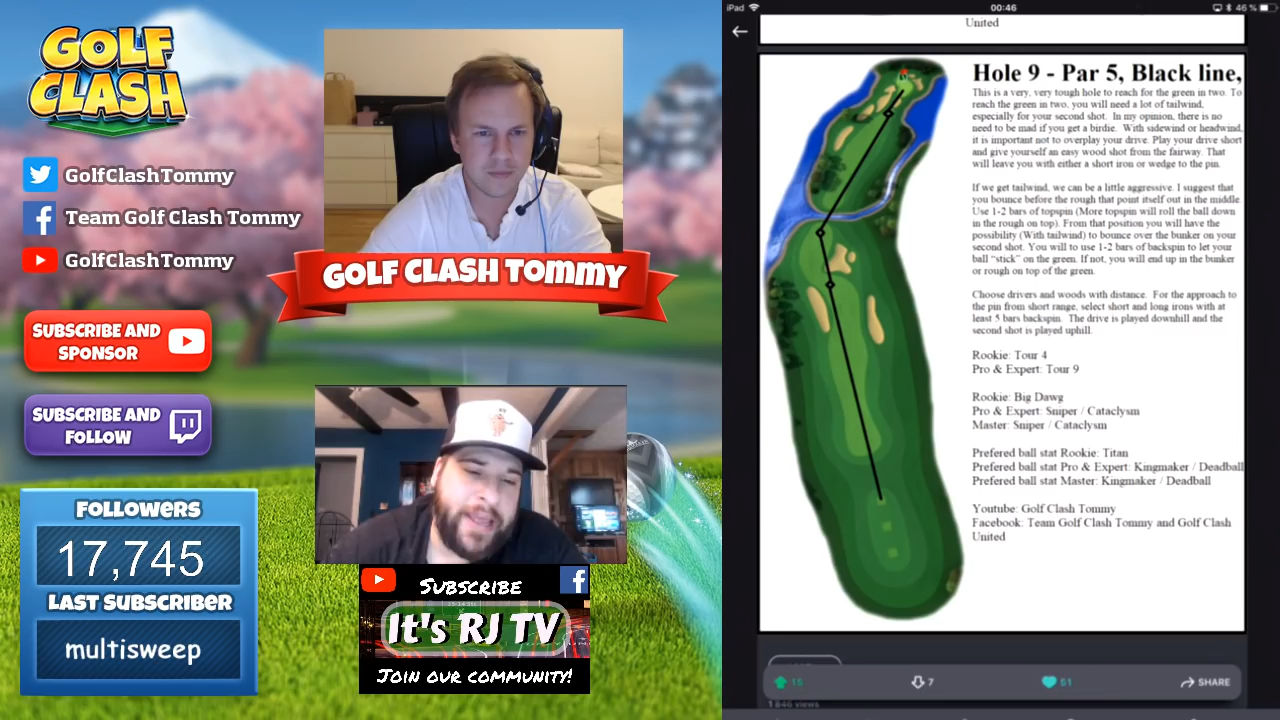 GOLF
CLASH
GolfClashTommy
Team Golf Clash Tommy
GolfClashTommy
SUBSCRIBE AND
SPONSOR
SUBSCRIBE AND
FOLLOW
FOLLOWERS
17,745
LAST SUBSCRIBER
multisweep
GOLF CLASH TOMMY
SUBSCRIBE
It's RJ TV
JOIN OUR COMMUNITY!
iPad
00:46
46 %
United
Hole 9 - Par 5, Black line,
This is a very, very tough hole to reach for the green in two. To
reach the green in two, you will need a lot of tailwind,
especially for your second shot. In my opinion, there is no
need to be mad if you get a birdie. With sidewind or headwind,
it is important not to overplay your drive. Play your drive short
and give yourself an easy wood shot from the fairway. That
will leave you with either a short iron or wedge to the pin.
If we get tailwind, we can be a little aggressive. I suggest that
you bounce before the rough that point itself out in the middle.
Use 1-2 bars of topspin (More topspin will roll the ball down
in the rough on top). From that position you will have the
possibility (With tailwind) to bounce over the bunker on your
second shot. You will to use 1-2 bars of backspin to let your
ball "stick" on the green. If not, you will end up in the bunker
or rough on top of the green.
Choose drivers and woods with distance. For the approach to
the pin from short range, select short and long irons with at
least 5 bars backspin. The drive is played downhill and the
second shot is played uphill.
Rookie: Tour 4
Pro & Expert: Tour 9
Rookie: Big Dawg
Pro & Expert: Sniper / Cataclysm
Master: Sniper / Cataclysm
Prefered ball stat Rookie: Titan
Prefered ball stat Pro & Expert: Kingmaker / Deadball
Prefered ball stat Master: Kingmaker / Deadball
Youtube: Golf Clash Tommy
Facebook: Team Golf Clash Tommy and Golf Clash
United
15
7
51
SHARE
views